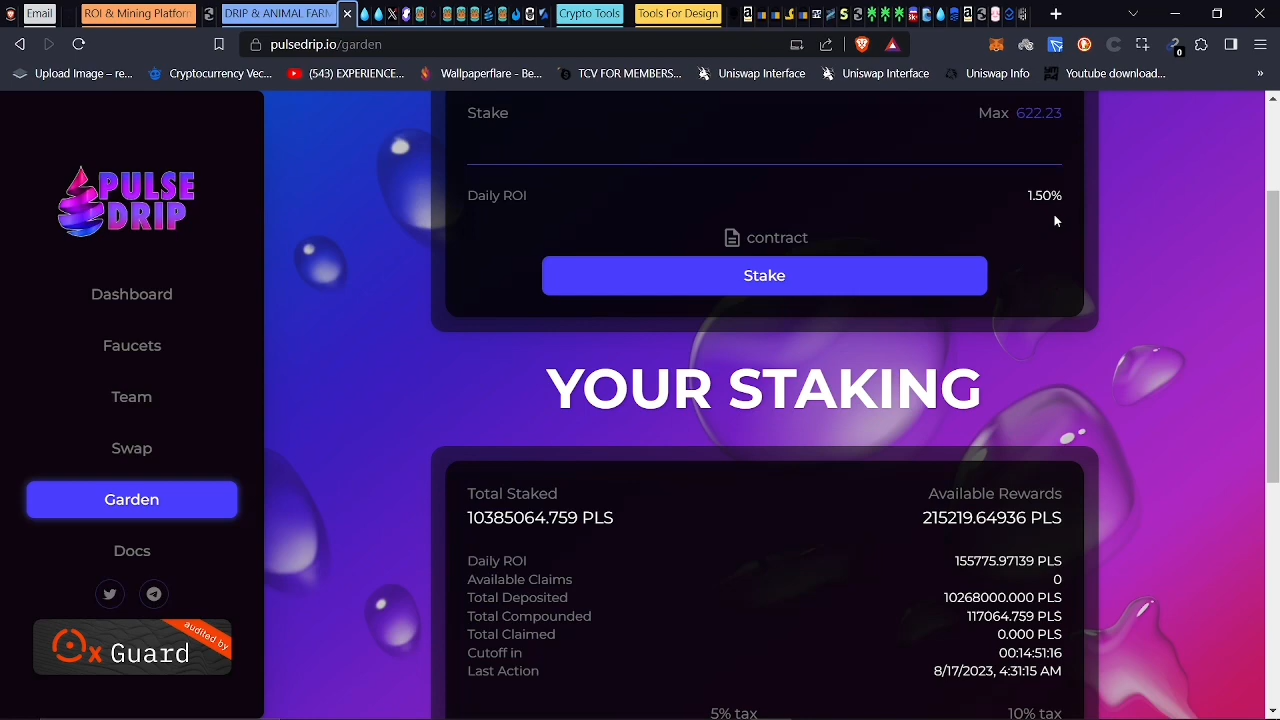 Email
ROI & Mining Platform
DRIP & ANIMAL FARM
Crypto Tools
Tools For Design
pulsedrip.io/garden
0
Upload Image – re...
Cryptocurrency Vec...
(543) EXPERIENCE...
Wallpaperflare - Be...
TCV FOR MEMBERS...
Uniswap Interface
Uniswap Interface
Uniswap Info
Youtube download...
»
PULSE
DRIP
Dashboard
Faucets
Team
Swap
Garden
Docs
audited by
x Guard
Stake
Max 622.23
Daily ROI
1.50%
contract
Stake
YOUR STAKING
Total Staked
Available Rewards
10385064.759 PLS
215219.64936 PLS
Daily ROI
155775.97139 PLS
Available Claims
0
Total Deposited
10268000.000 PLS
Total Compounded
117064.759 PLS
Total Claimed
0.000 PLS
Cutoff in
00:14:51:16
Last Action
8/17/2023, 4:31:15 AM
5% tax
10% tax